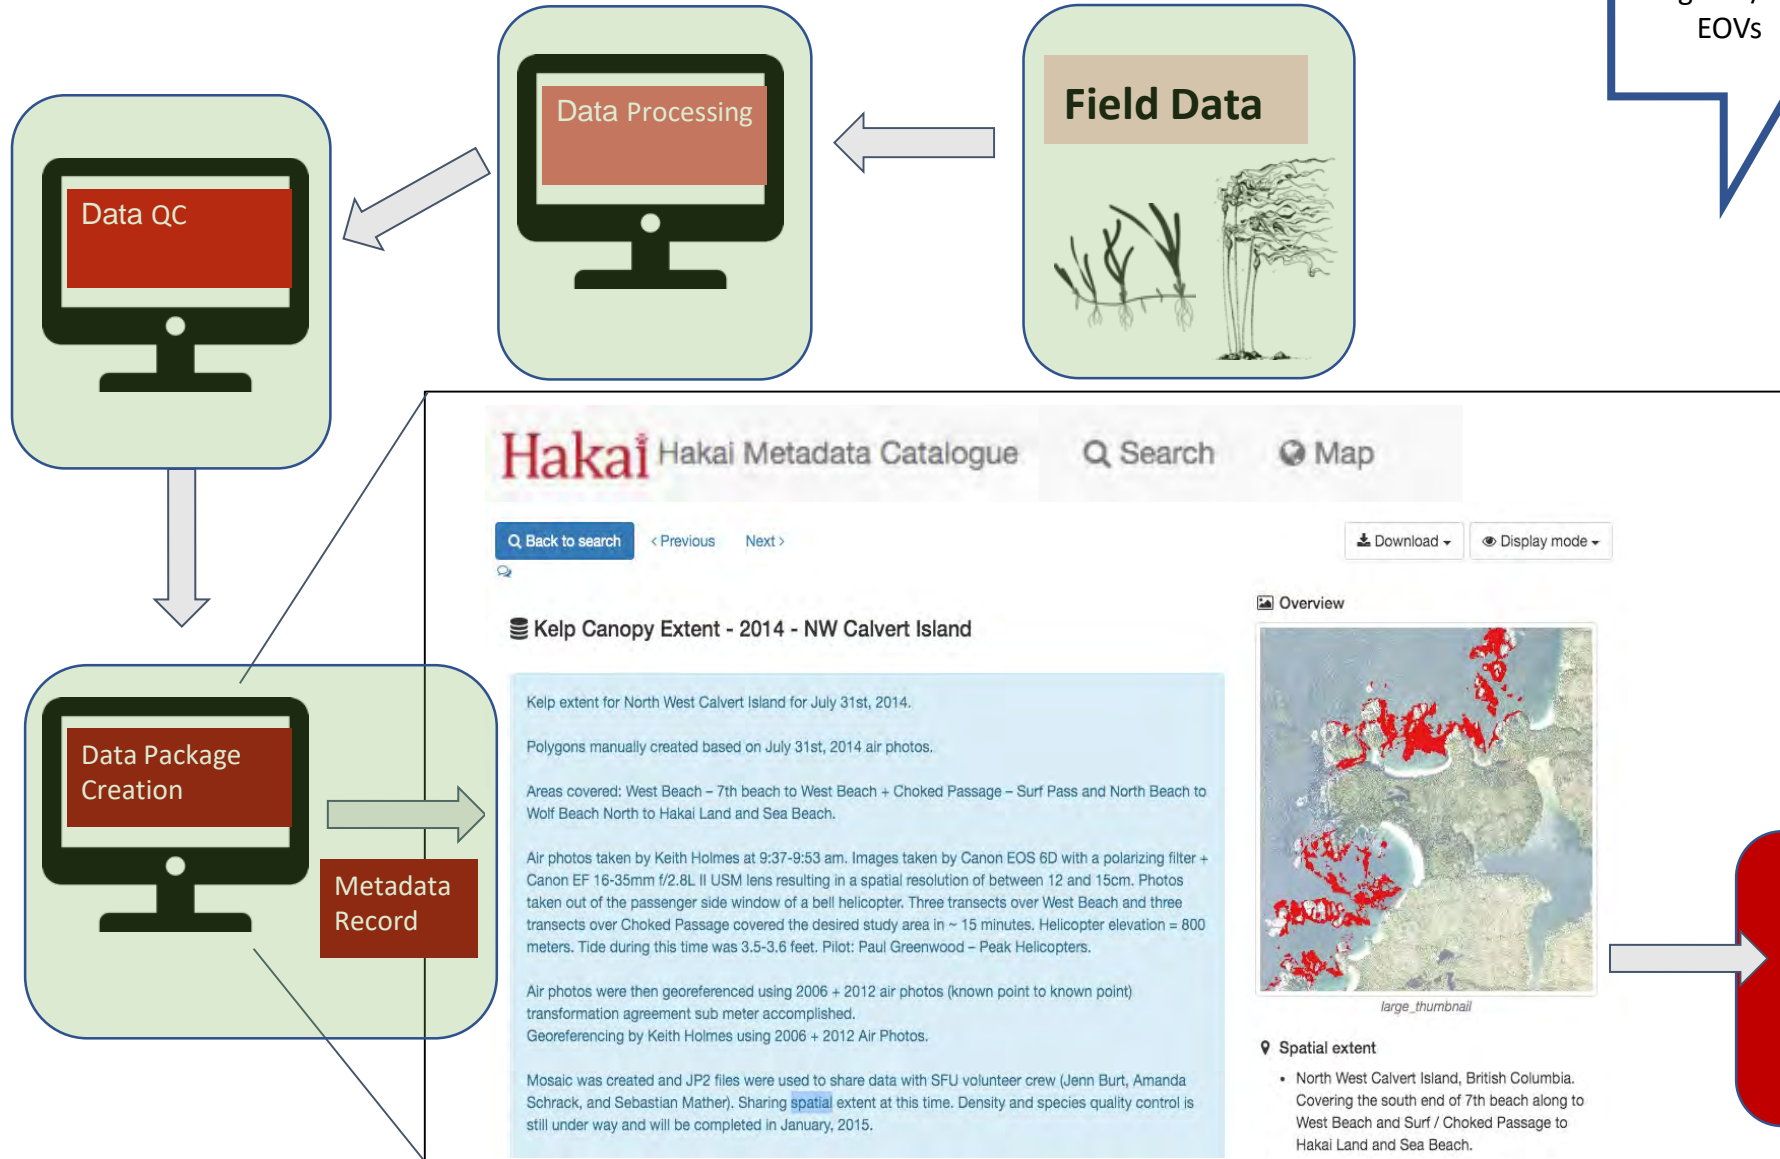 EOVs
Field Data
Data Processing
Data QC
Data Package
Creation
Metadata
Record
Hakai Hakai Metadata Catalogue Search Map
Back to search < Previous Next >
Download Display mode
Kelp Canopy Extent - 2014 - NW Calvert Island
Kelp extent for North West Calvert Island for July 31st, 2014.
Polygons manually created based on July 31st, 2014 air photos.
Areas covered: West Beach – 7th beach to West Beach + Choked Passage – Surf Pass and North Beach to
Wolf Beach North to Hakai Land and Sea Beach.
Air photos taken by Keith Holmes at 9:37-9:53 am. Images taken by Canon EOS 6D with a polarizing filter +
Canon EF 16-35mm f/2.8L II USM lens resulting in a spatial resolution of between 12 and 15cm. Photos
taken out of the passenger side window of a bell helicopter. Three transects over West Beach and three
transects over Choked Passage covered the desired study area in ~ 15 minutes. Helicopter elevation = 800
meters. Tide during this time was 3.5-3.6 feet. Pilot: Paul Greenwood – Peak Helicopters.
Air photos were then georeferenced using 2006 + 2012 air photos (known point to known point)
transformation agreement sub meter accomplished.
Georeferencing by Keith Holmes using 2006 + 2012 Air Photos.
Mosaic was created and JP2 files were used to share data with SFU volunteer crew (Jenn Burt, Amanda
Schrack, and Sebastian Mather). Sharing spatial extent at this time. Density and species quality control is
still under way and will be completed in January, 2015.
Overview
large_thumbnail
Spatial extent
• North West Calvert Island, British Columbia.
Covering the south end of 7th beach along to
West Beach and Surf / Choked Passage to
Hakai Land and Sea Beach.